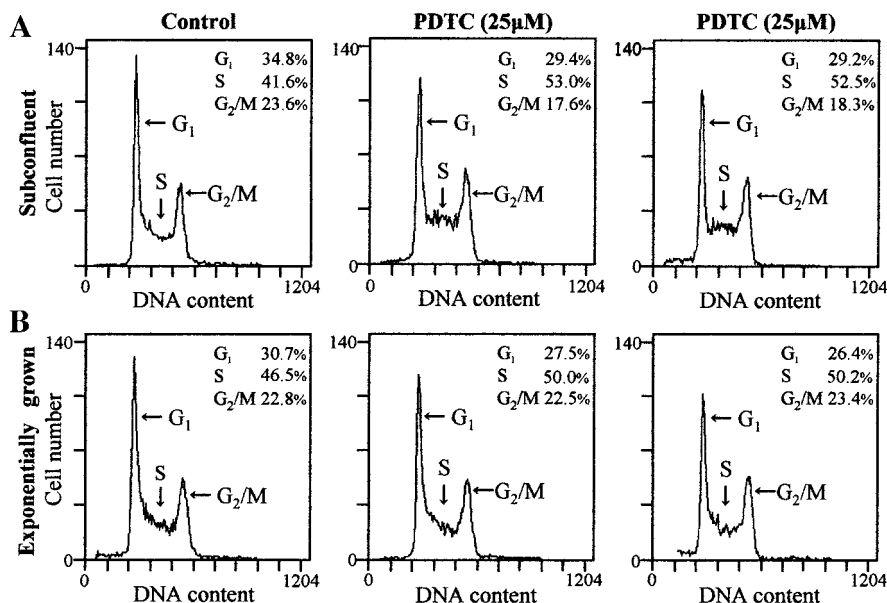 A
Control
PDTC (25µM)
PDTC (25µM)
Subconfluent
Cell number
140
G₁ 34.8%
S 41.6%
G₂/M 23.6%
←G₁
S
↓
←G₂/M
0
1204
DNA content
140
G₁ 29.4%
S 53.0%
G₂/M 17.6%
←G₁
S
↓
←G₂/M
0
0
1204
DNA content
140
G₁ 29.2%
S 52.5%
G₂/M 18.3%
←G₁
S
↓
←G₂/M
0
0
1204
DNA content
B
Exponentially grown
Cell number
140
G₁ 30.7%
S 46.5%
G₂/M 22.8%
←G₁
S
↓
←G₂/M
0
0
1204
DNA content
140
G₁ 27.5%
S 50.0%
G₂/M 22.5%
←G₁
S
↓
←G₂/M
0
0
1204
DNA content
140
G₁ 26.4%
S 50.2%
G₂/M 23.4%
←G₁
S
↓
←G₂/M
0
0
1204
DNA content